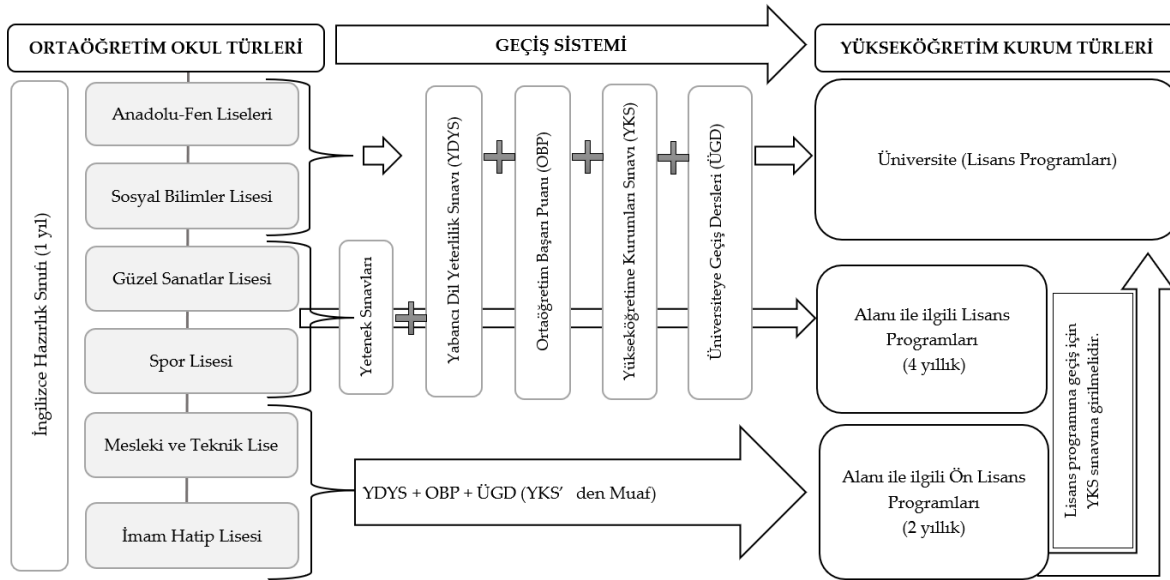 ORTAÖĞRETİM OKUL TÜRLERİ
GEÇİŞ SİSTEMİ
YÜKSEKÖĞRETİM KURUM TÜRLERİ
İngilizce Hazırlık Sınıfı (1 yıl)
Anadolu-Fen Liseleri
Sosyal Bilimler Lisesi
Güzel Sanatlar Lisesi
Spor Lisesi
Mesleki ve Teknik Lise
İmam Hatip Lisesi
Yetenek Sınavları
Yabancı Dil Yeterlilik Sınavı (YDYS)
Ortaöğretim Başarı Puanı (OBP)
Yükseköğretime Kurumları Sınavı (YKS)
Üniversiteye Geçiş Dersleri (ÜGD)
YDYS + OBP + ÜGD (YKS’ den Muaf)
Üniversite (Lisans Programları)
Alanı ile ilgili Lisans
Programları
(4 yıllık)
Alanı ile ilgili Ön Lisans
Programları
(2 yıllık)
Lisans programına geçiş için
YKS sınavına girilmelidir.